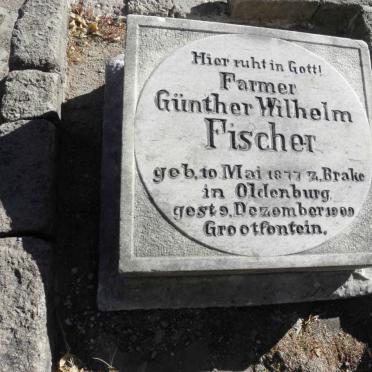 Hier ruht in Gott!
Farmer
Günther Wilhelm
Fischer
geb. 10. Mai 1877 z. Brake
in Oldenburg,
gest. 9. Dezember 1909
Grootfontein.